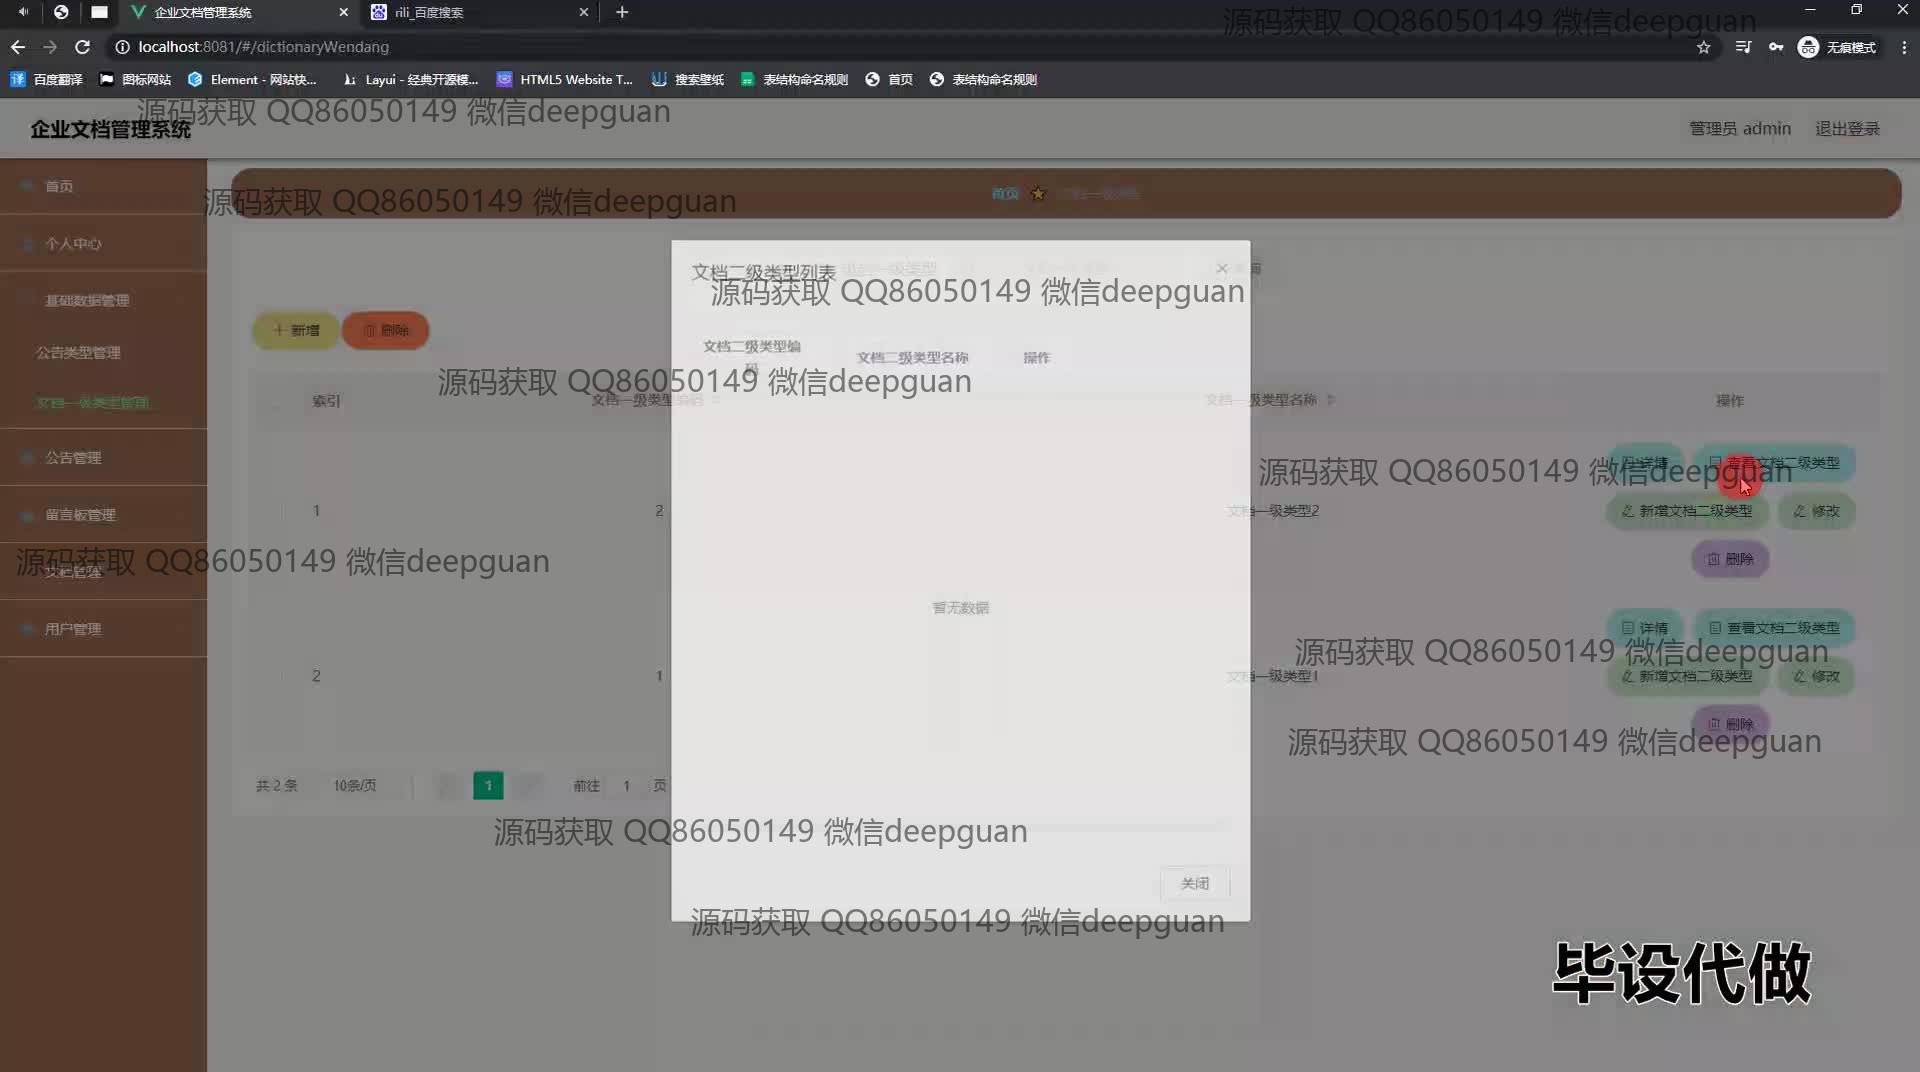 企业文档管理系统
rili_百度搜索
localhost:8081/#/dictionaryWendang
无痕模式
百度翻译
图标网站
Element - 网站快...
Layui - 经典开源模...
HTML5 Website T...
搜索壁纸
表结构命名规则
首页
表结构命名规则
源码获取 QQ86050149 微信deepguan
源码获取 QQ86050149 微信deepguan
企业文档管理系统
管理员 admin
退出登录
首页
源码获取 QQ86050149 微信deepguan
首页
个人中心
基础数据管理
公告类型管理
文档一级类型管理
公告管理
留言板管理
文档管理
用户管理
文档二级类型列表
源码获取 QQ86050149 微信deepguan
新增
删除
文档二级类型编码
文档二级类型名称
操作
源码获取 QQ86050149 微信deepguan
索引
文档一级类型编码
文档一级类型名称
操作
源码获取 QQ86050149 微信deepguan
1
2
文档一级类型2
详情
查看文档二级类型
新增文档二级类型
修改
删除
源码获取 QQ86050149 微信deepguan
暂无数据
2
1
文档一级类型1
详情
查看文档二级类型
源码获取 QQ86050149 微信deepguan
新增文档二级类型
修改
删除
源码获取 QQ86050149 微信deepguan
共 2 条
10条/页
1
前往
1
页
源码获取 QQ86050149 微信deepguan
关闭
源码获取 QQ86050149 微信deepguan
毕设代做